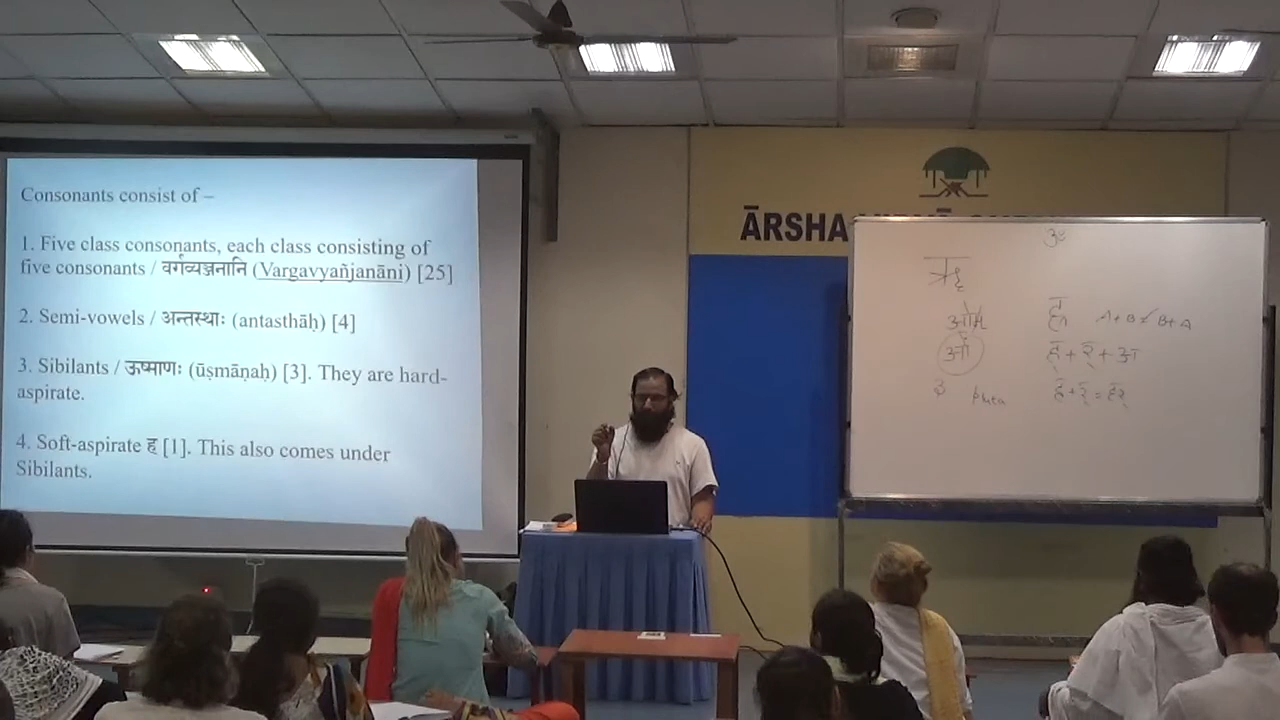 Consonants consist of –
1. Five class consonants, each class consisting of
five consonants / वर्गव्यञ्जनानि (Vargavyañjanāni) [25]
2. Semi-vowels / अन्तस्थाः (antasthāḥ) [4]
3. Sibilants / ऊष्माणः (ūṣmāṇaḥ) [3]. They are hard-
aspirate.
4. Soft-aspirate ह [1]. This also comes under
Sibilants.
ĀRSHA
ॐ
A + B ≠ B + A
ह् + र् + अ
pluta